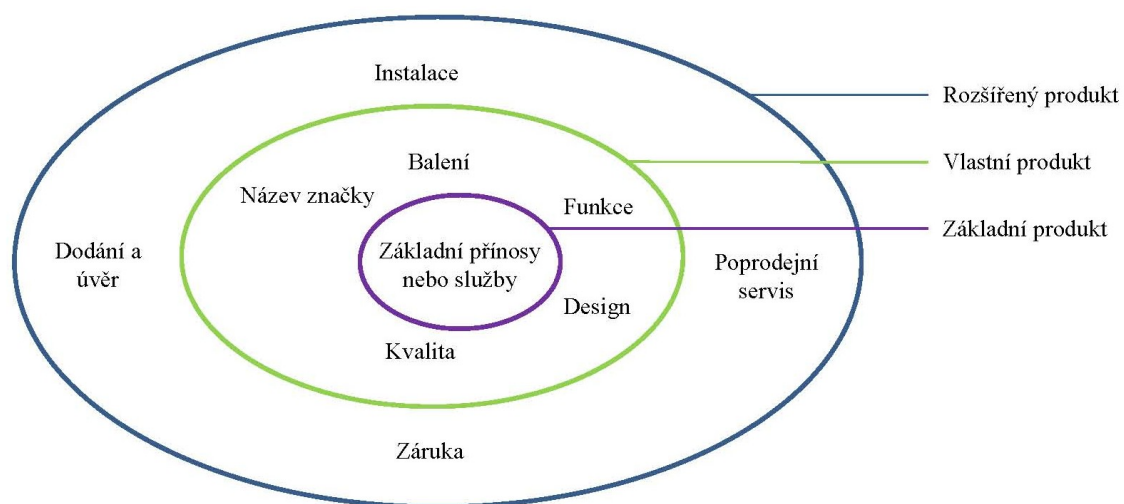 Instalace
Rozšířený produkt
Balení
Vlastní produkt
Název značky
Funkce
Základní produkt
Dodání a
úvěr
Základní přínosy
nebo služby
Poprodejní
servis
Design
Kvalita
Záruka